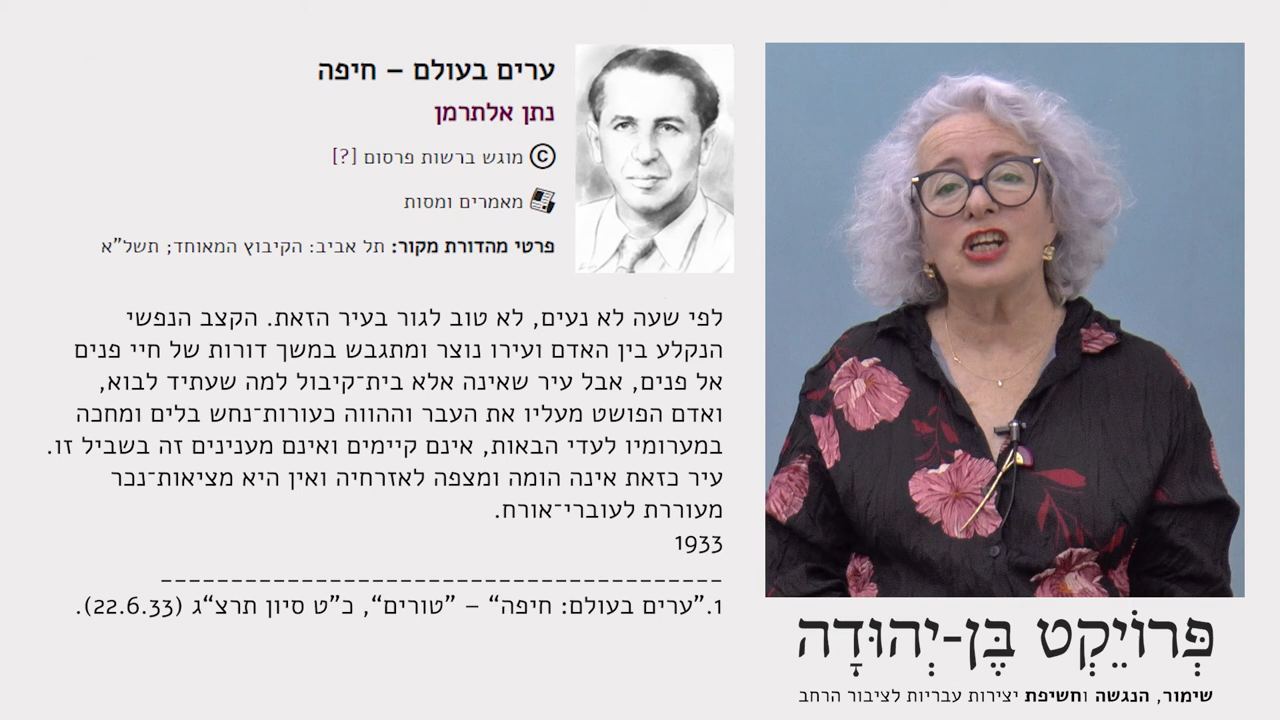 ערים בעולם – חיפה
נתן אלתרמן
© מוגש ברשות פרסום [?]
מאמרים ומסות
פרטי מהדורת מקור: תל אביב: הקיבוץ המאוחד; תשל”א
לפי שעה לא נעים, לא טוב לגור בעיר הזאת. הקצב הנפשי
הנקלע בין האדם ועירו נוצר ומתגבש במשך דורות של חיי פנים
אל פנים, אבל עיר שאינה אלא בית־קיבול למה שעתיד לבוא,
ואדם הפושט מעליו את העבר וההווה כעורות־נחש בלים ומחכה
במערומיו לעדי הבאות, אינם קיימים ואינם מענינים זה בשביל זו.
עיר כזאת אינה הומה ומצפה לאזרחיה ואין היא מציאות־נכר
מעוררת לעוברי־אורח.
1933
________________________________________
1.”ערים בעולם: חיפה“ – ”טורים“, כ”ט סיון תרצ“ג (22.6.33).
פְּרוֹיֵקְט בֶּן-יְהוּדָה
שימור, הנגשה וחשיפת יצירות עבריות לציבור הרחב